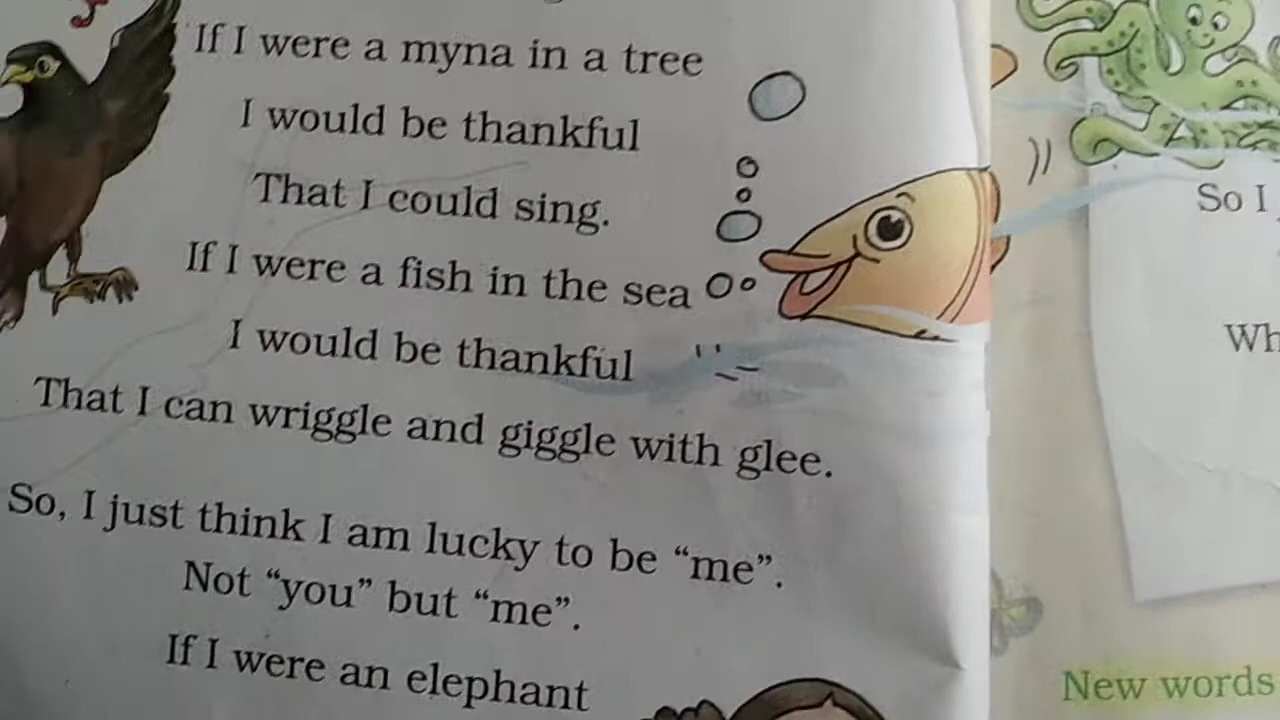 If I were a myna in a tree
I would be thankful
That I could sing.
If I were a fish in the sea
I would be thankful
That I can wriggle and giggle with glee.
So, I just think I am lucky to be “me”.
Not “you” but “me”.
If I were an elephant
So I
New words